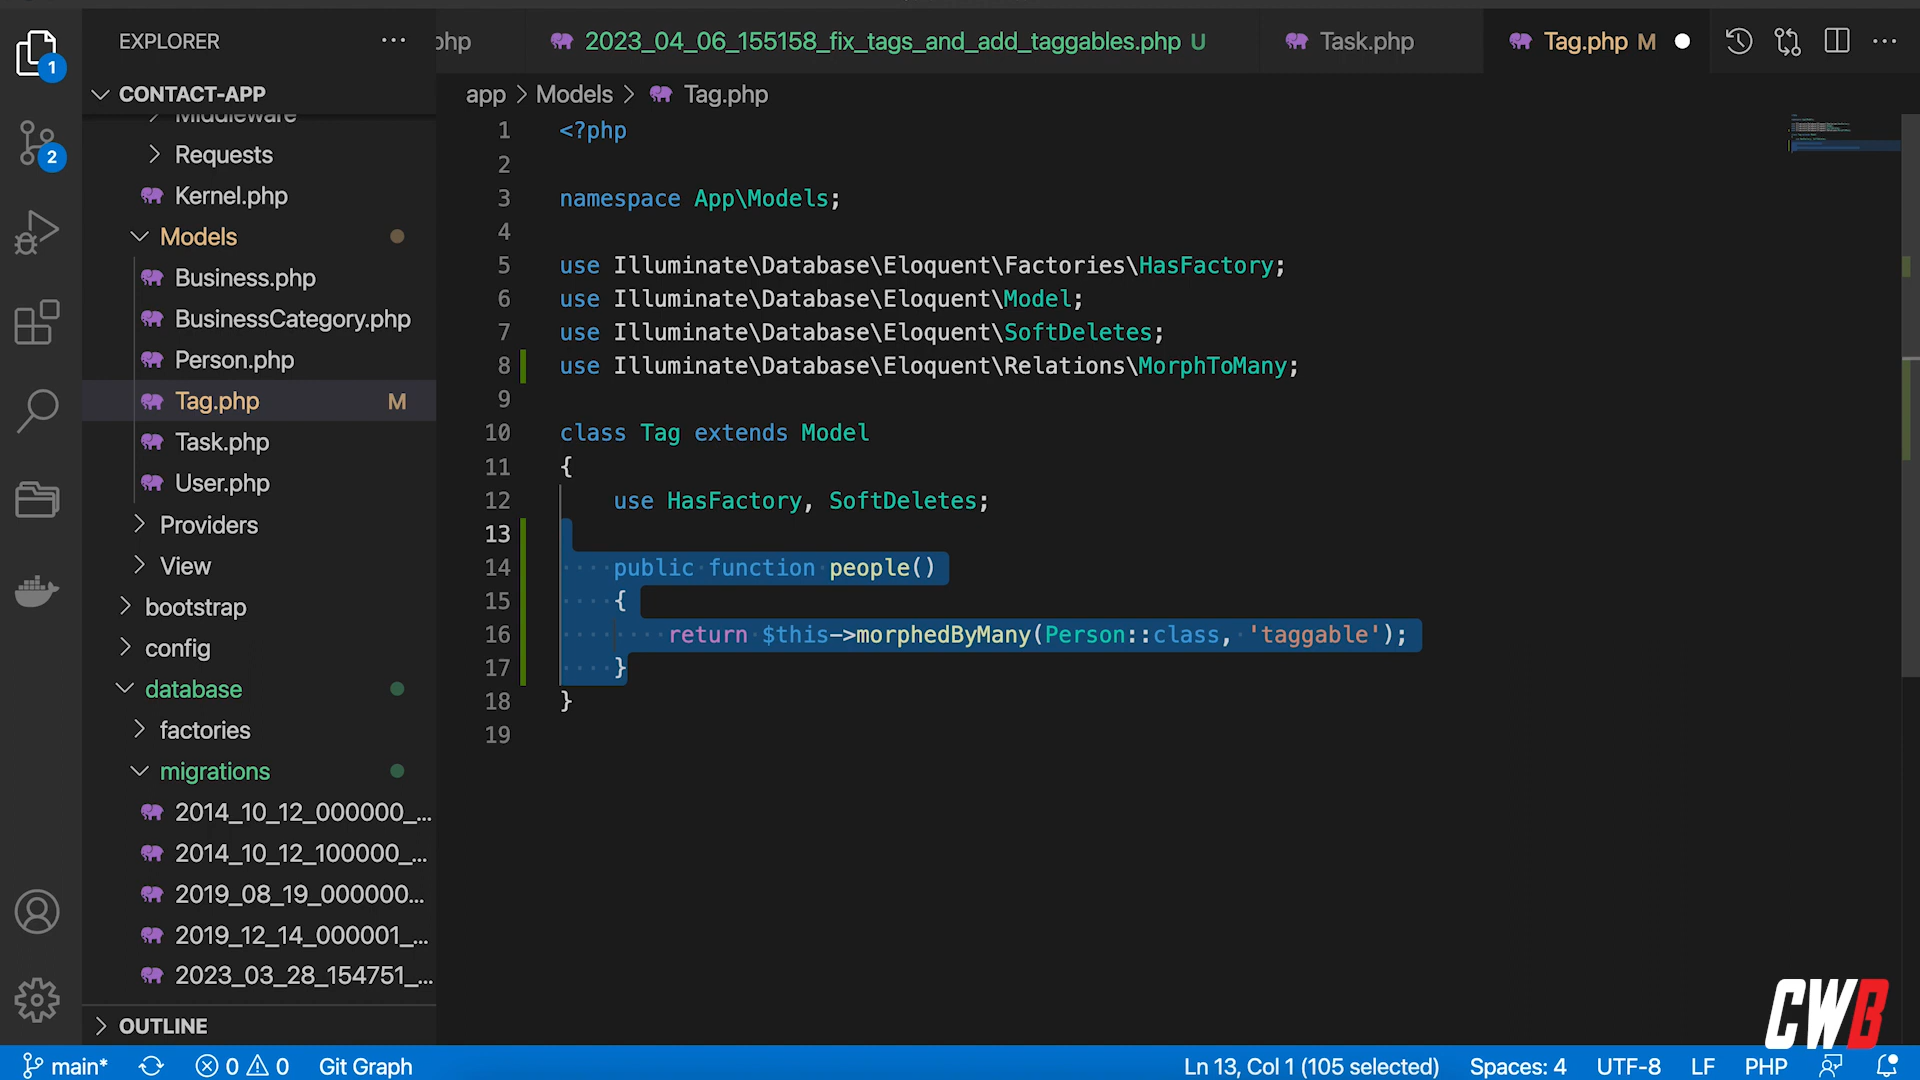 EXPLORER
php
2023_04_06_155158_fix_tags_and_add_taggables.php U
Task.php
Tag.php M
1
CONTACT-APP
app > Models > Tag.php
Middleware
Requests
Kernel.php
Models
Business.php
BusinessCategory.php
Person.php
Tag.php M
Task.php
User.php
Providers
View
bootstrap
config
database
factories
migrations
2014_10_12_000000_...
2014_10_12_100000_...
2019_08_19_000000...
2019_12_14_000001_...
2023_03_28_154751_...
OUTLINE
2
1 <?php
2
3 namespace App\Models;
4
5 use Illuminate\Database\Eloquent\Factories\HasFactory;
6 use Illuminate\Database\Eloquent\Model;
7 use Illuminate\Database\Eloquent\SoftDeletes;
8 use Illuminate\Database\Eloquent\Relations\MorphToMany;
9
10 class Tag extends Model
11 {
12 use HasFactory, SoftDeletes;
13
14 public function people()
15 {
16 return $this->morphedByMany(Person::class, 'taggable');
17 }
18 }
19
CWB
main* 0 0 Git Graph
Ln 13, Col 1 (105 selected) Spaces: 4 UTF-8 LF PHP